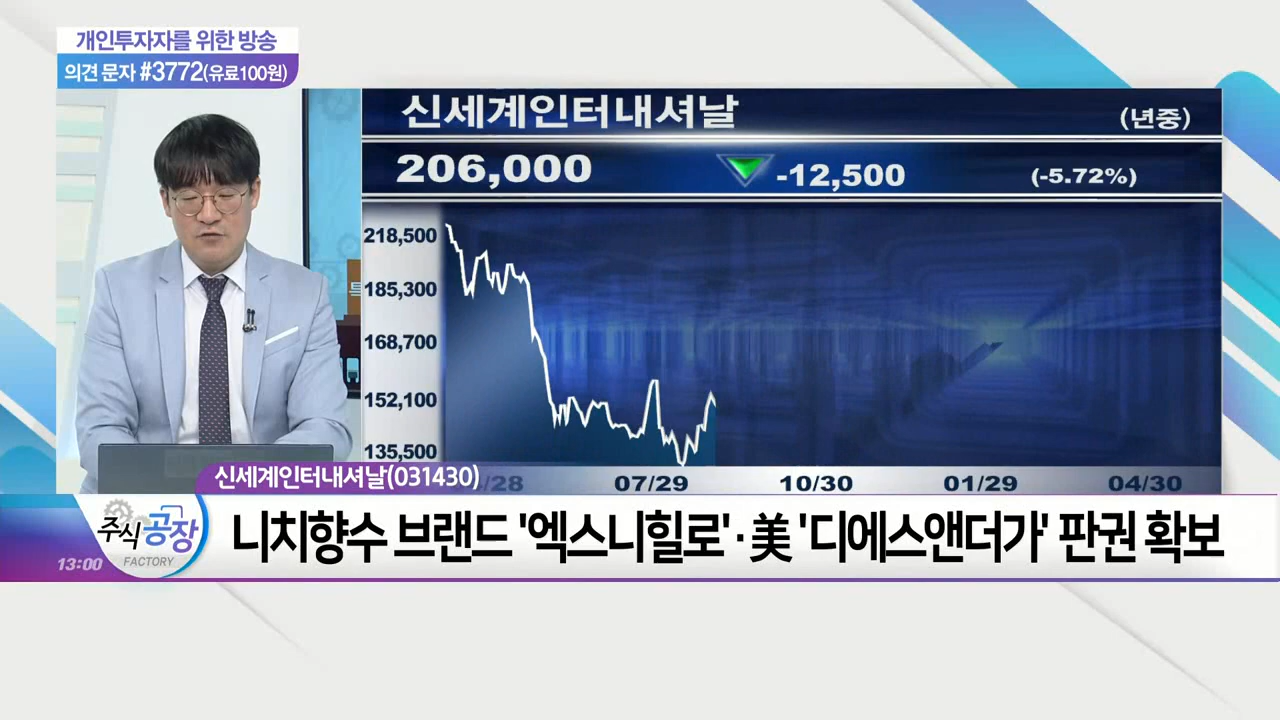 개인투자자를 위한 방송
의견 문자 #3772(유료100원)
신세계인터내셔날
(년중)
206,000
-12,500
(-5.72%)
218,500
185,300
168,700
152,100
135,500
07/29
10/30
01/29
04/30
신세계인터내셔날(031430)
주식공장
FACTORY
13:00
니치향수 브랜드 '엑스니힐로'·美 '디에스앤더가' 판권 확보